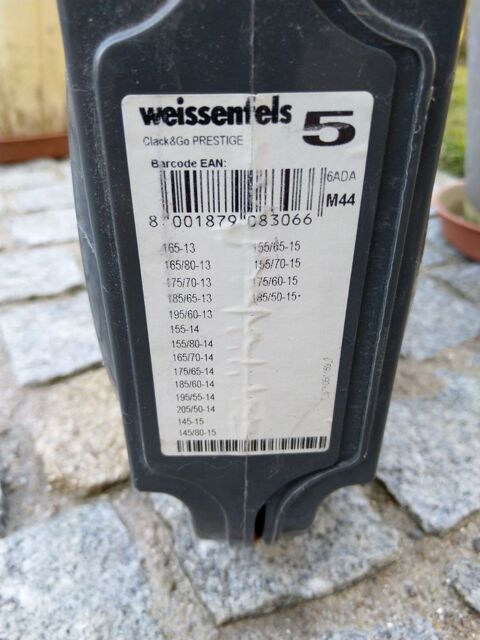 weissenfels 5
Clack&Go PRESTIGE
Barcode EAN:
6ADA
M44
8 001879 083066
165-13 155/65-15
165/80-13 155/70-15
175/70-13 175/60-15
185/65-13 185/50-15
195/60-13
155-14
155/80-14
165/70-14
175/65-14
185/60-14
195/55-14
205/50-14
145-15
145/80-15